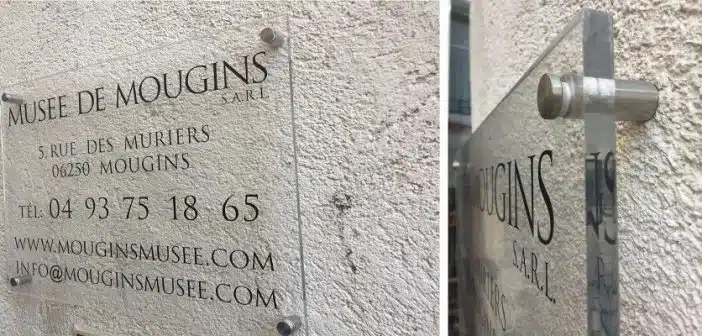 MUSEE DE MOUGINS
S.A.R.L
5, RUE DES MURIERS
06250 MOUGINS
TÉL: 04 93 75 18 65
WWW.MOUGINSMUSEE.COM
INFO@MOUGINSMUSEE.COM
MOUGINS
S.A.R.L.